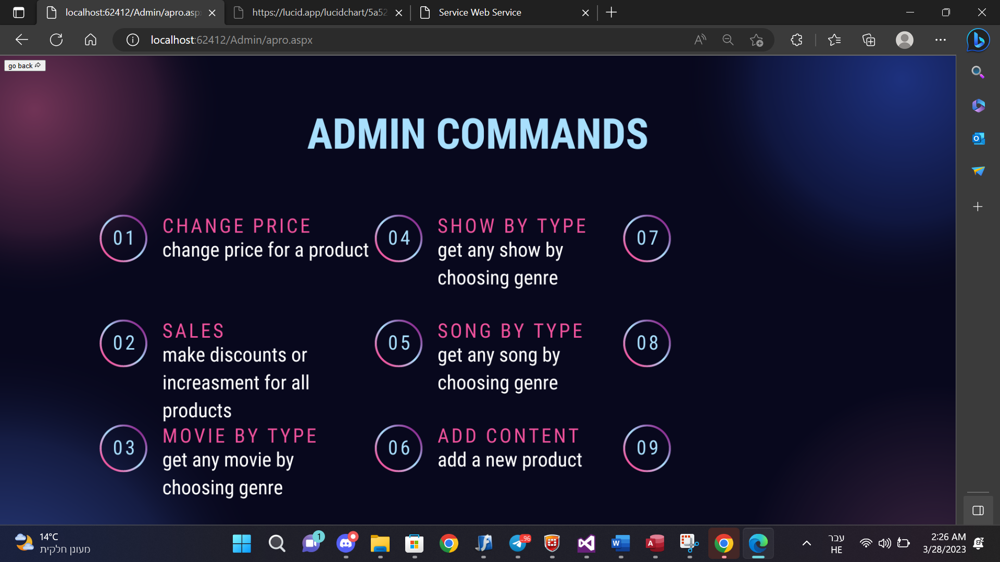 localhost:62412/Admin/apro.asp
https://lucid.app/lucidchart/5a52
Service Web Service
localhost:62412/Admin/apro.aspx
go back
ADMIN COMMANDS
01
CHANGE PRICE
change price for a product
02
SALES
make discounts or
increasment for all
products
03
MOVIE BY TYPE
get any movie by
choosing genre
04
SHOW BY TYPE
get any show by
choosing genre
05
SONG BY TYPE
get any song by
choosing genre
06
ADD CONTENT
add a new product
07
08
09
14°C
מעונן חלקית
1
..96
עבר
HE
2:26 AM
3/28/2023